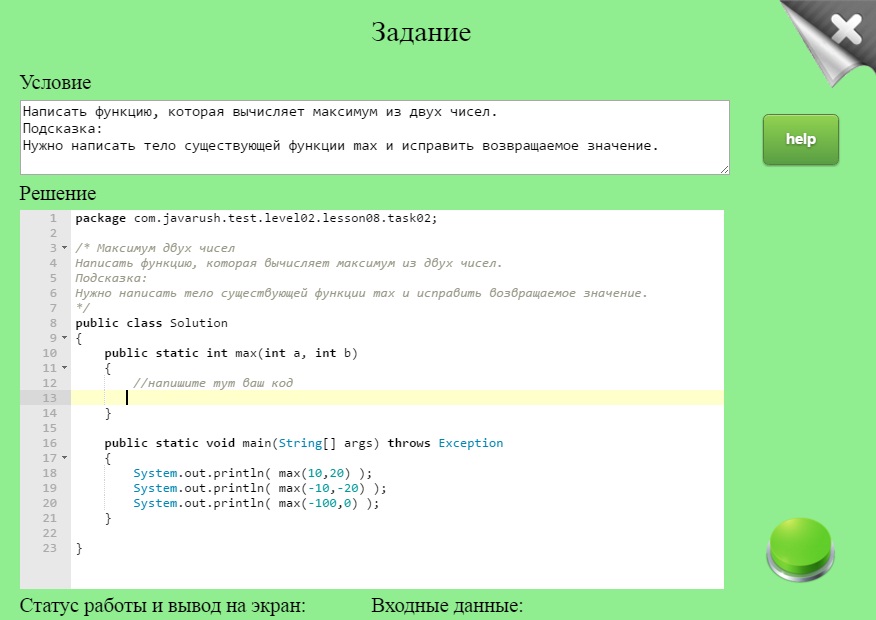 Задание
Условие
Написать функцию, которая вычисляет максимум из двух чисел.
Подсказка:
Нужно написать тело существующей функции max и исправить возвращаемое значение.
help
Решение
1 package com.javarush.test.level02.lesson08.task02;
2
3 /* Максимум двух чисел
4 Написать функцию, которая вычисляет максимум из двух чисел.
5 Подсказка:
6 Нужно написать тело существующей функции max и исправить возвращаемое значение.
7 */
8 public class Solution
9 {
10     public static int max(int a, int b)
11     {
12         //напишите тут ваш код
13
14     }
15
16     public static void main(String[] args) throws Exception
17     {
18         System.out.println( max(10,20) );
19         System.out.println( max(-10,-20) );
20         System.out.println( max(-100,0) );
21     }
22
23 }
Статус работы и вывод на экран: Входные данные: